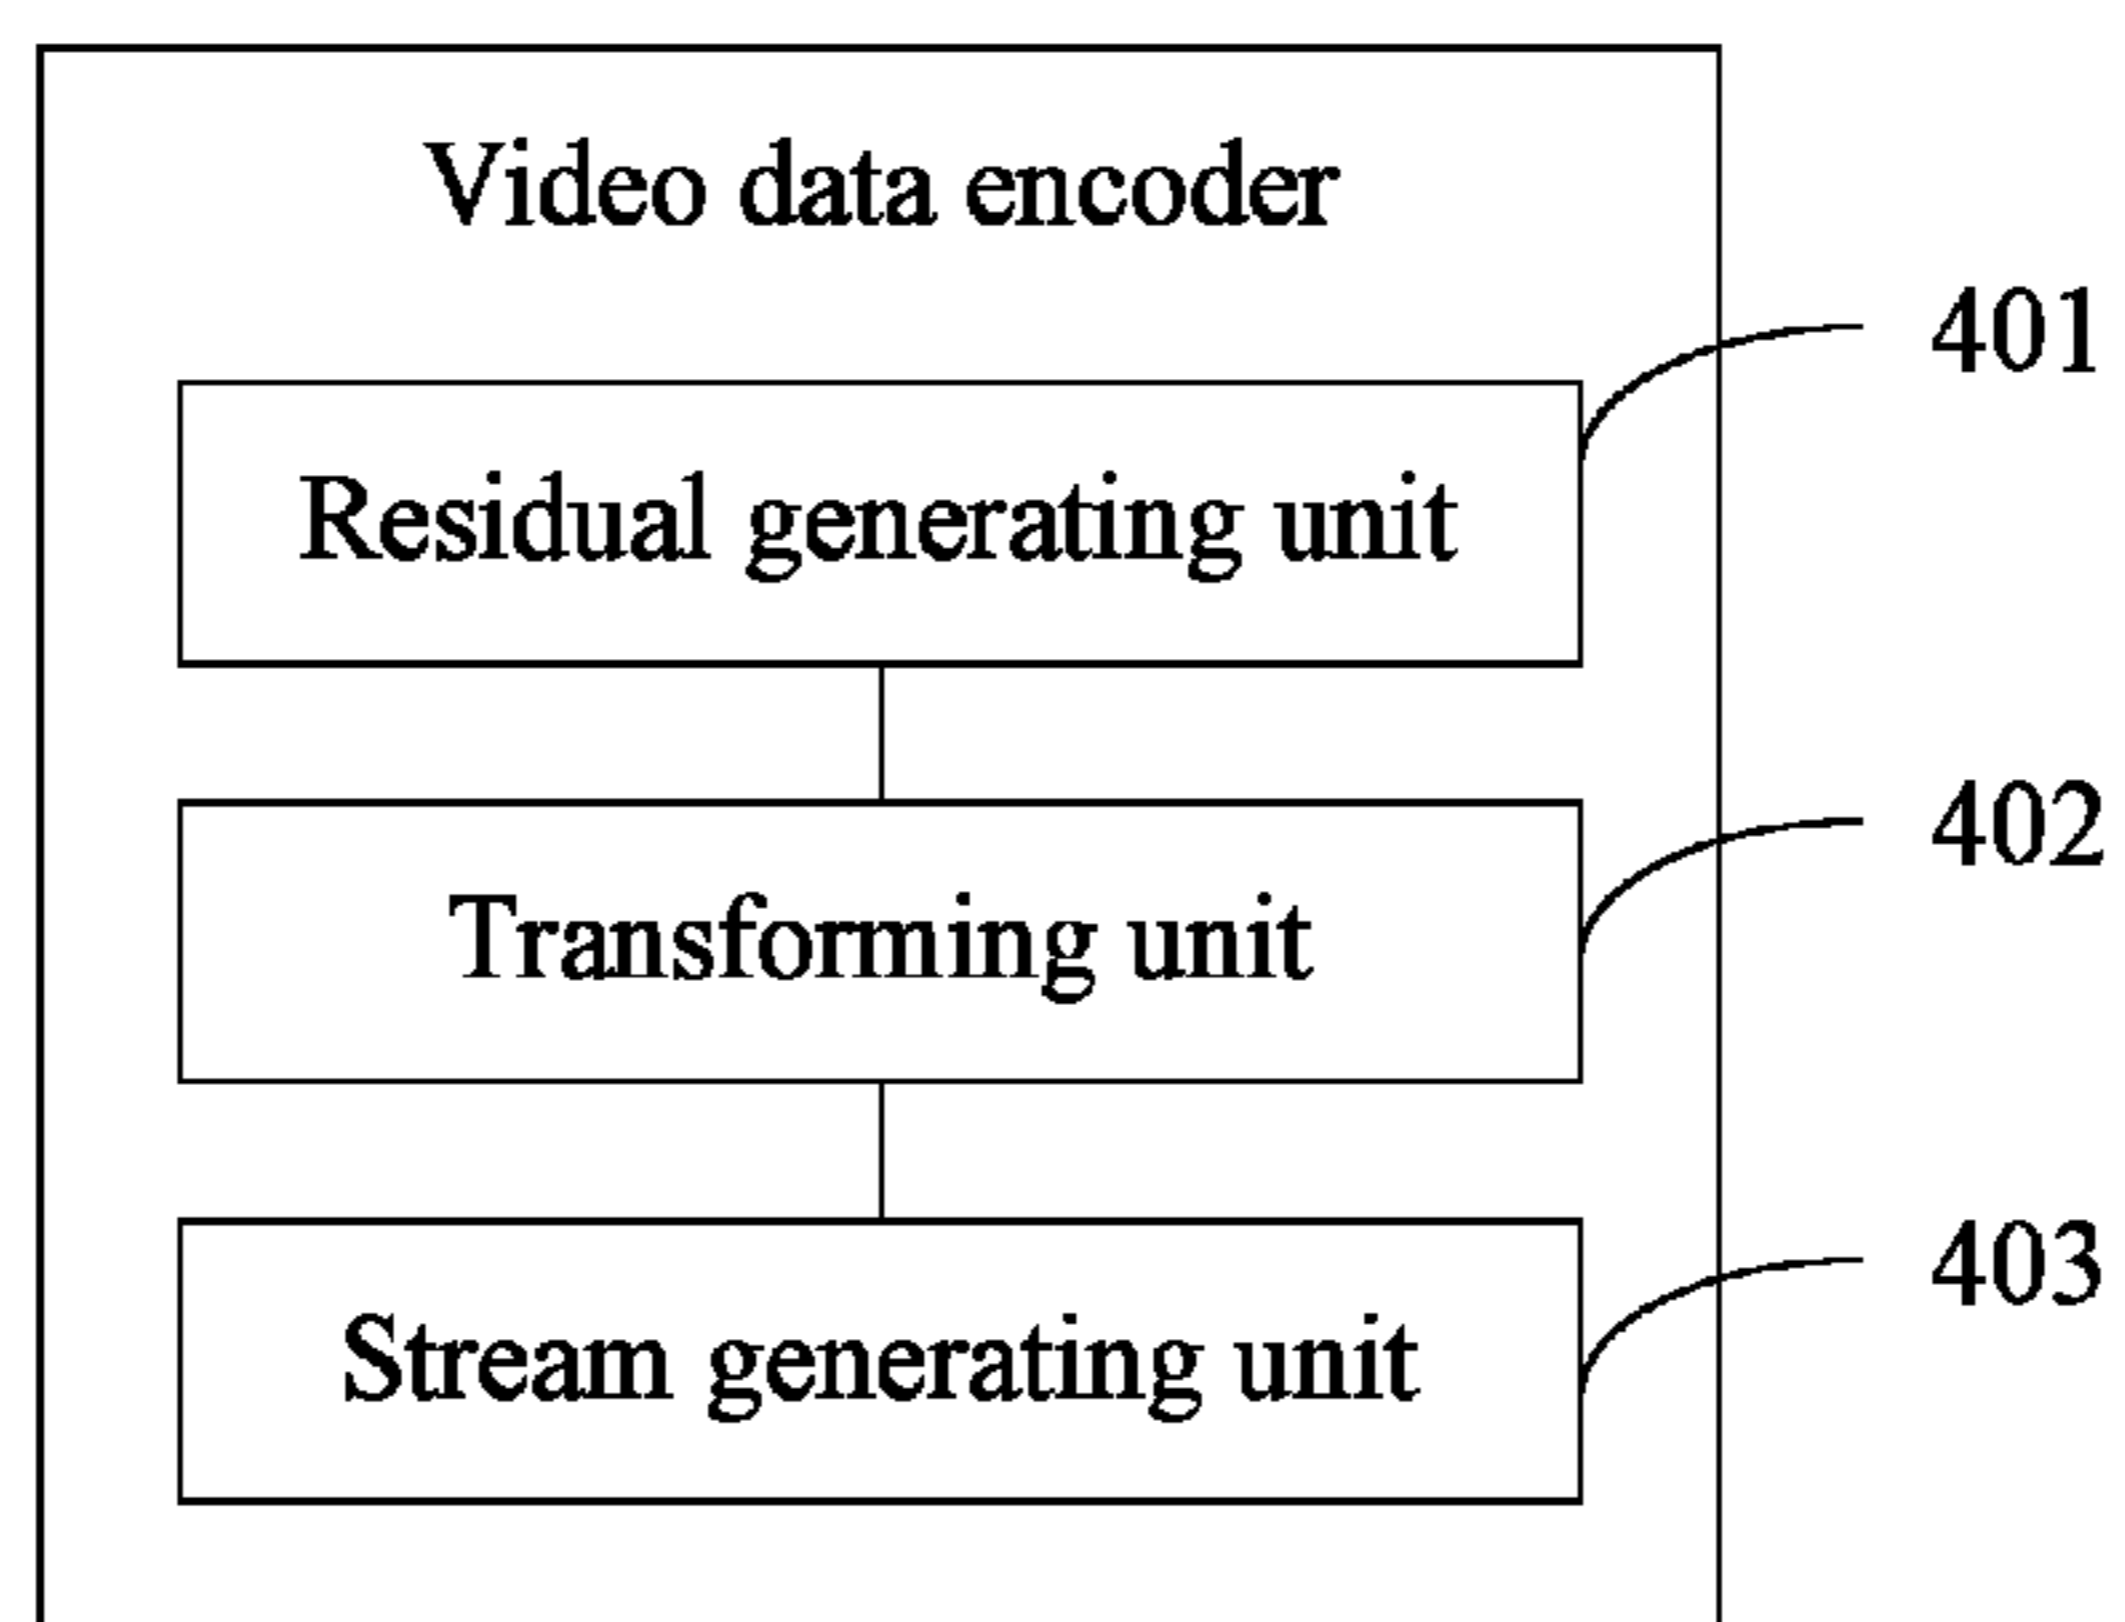 Video data encoder
401
Residual generating unit
402
Transforming unit
403
Stream generating unit